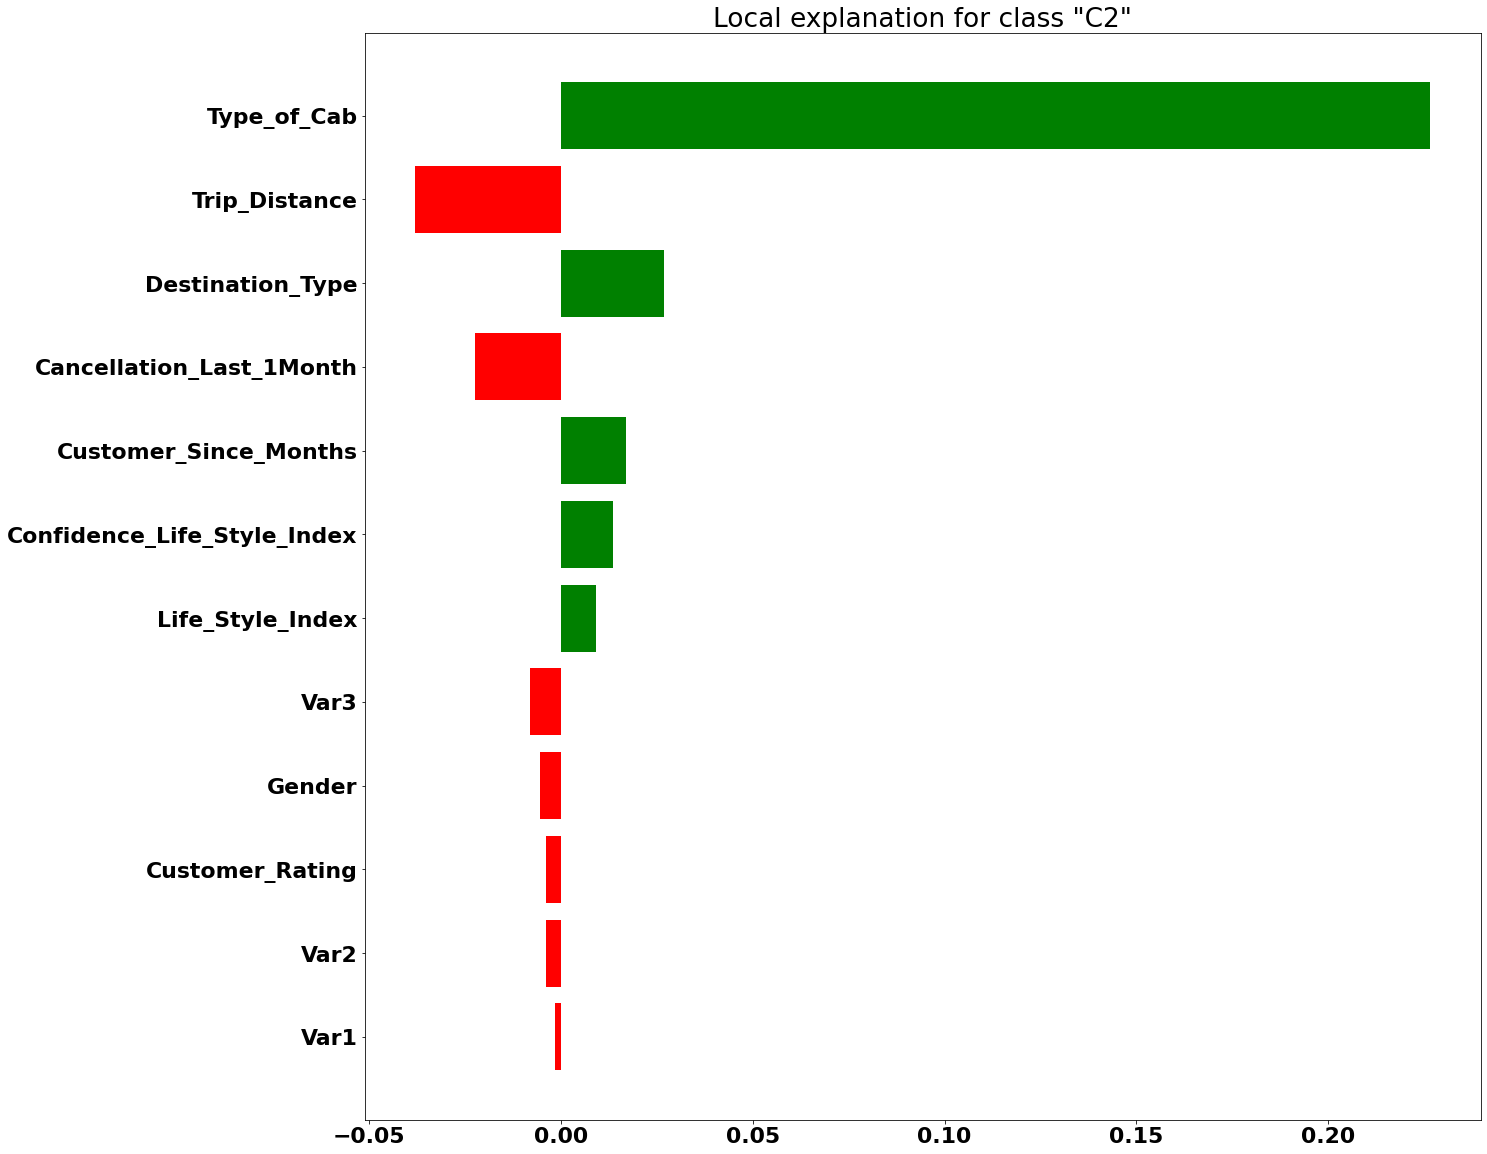 Local explanation for class "C2"
Type_of_Cab
Trip_Distance
Destination_Type
Cancellation_Last_1Month
Customer_Since_Months
Confidence_Life_Style_Index
Life_Style_Index
Var3
Gender
Customer_Rating
Var2
Var1
−0.05 0.00 0.05 0.10 0.15 0.20